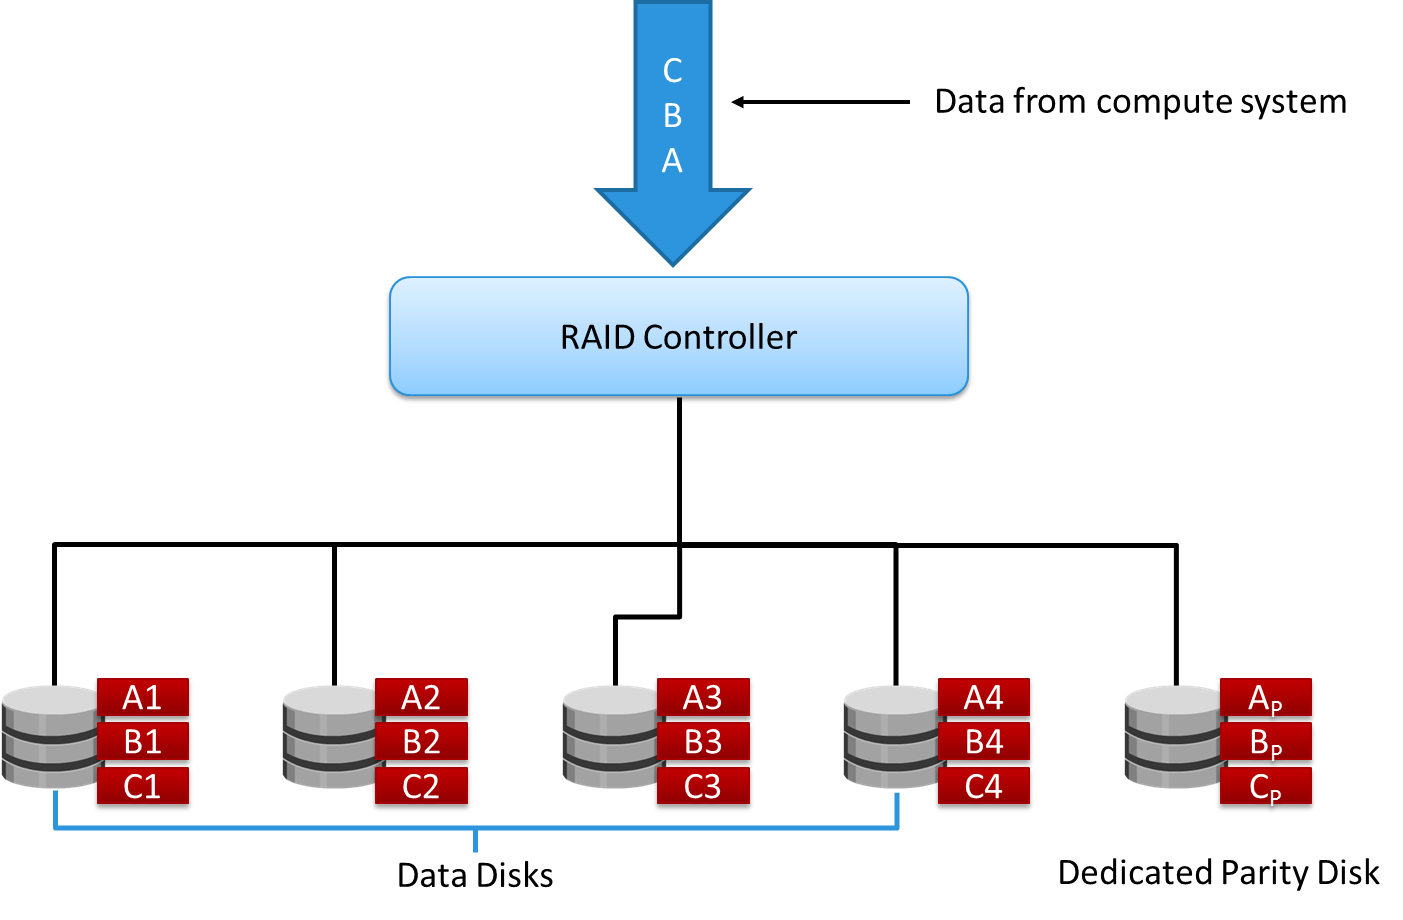 C
B
A
Data from compute system
RAID Controller
A1 A2 A3 A4 AP
B1 B2 B3 B4 BP
C1 C2 C3 C4 CP
Data Disks
Dedicated Parity Disk